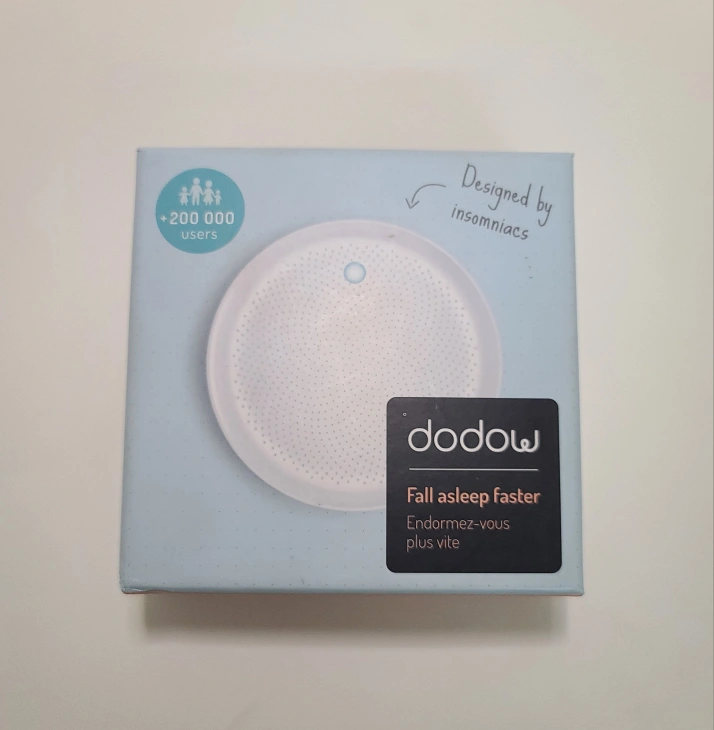 +200 000
users
Designed by
insomniacs
dodow
Fall asleep faster
Endormez-vous
plus vite